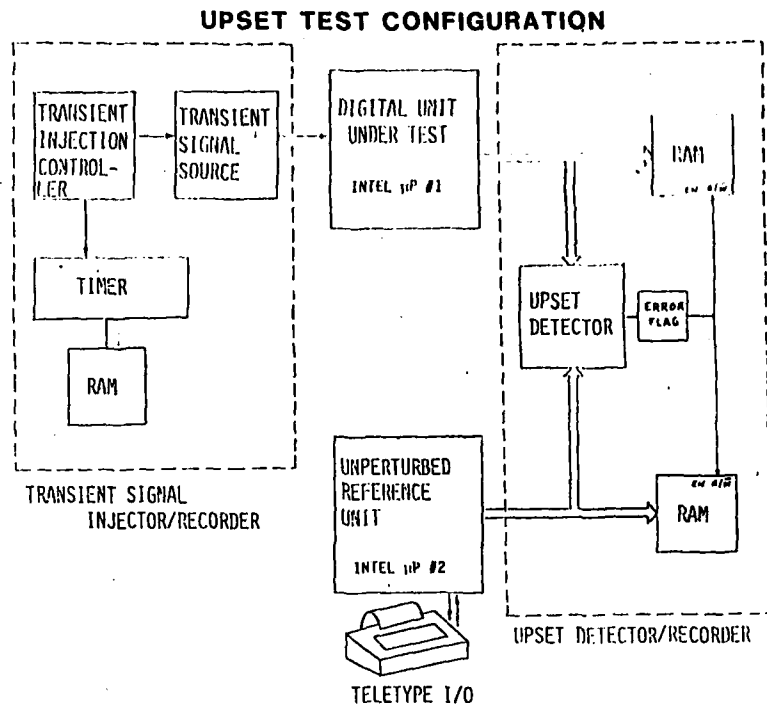 UPSET TEST CONFIGURATION
TRANSIENT
INJECTION
CONTROL-
LER
TRANSIENT
SIGNAL
SOURCE
TIMER
RAM
TRANSIENT SIGNAL
INJECTOR/RECORDER
DIGITAL UNIT
UNDER TEST
INTEL µP #1
UNPERTURBED
REFERENCE
UNIT
INTEL µP #2
TELETYPE I/O
RAM
EN R/W
UPSET
DETECTOR
ERROR
FLAG
EN R/W
RAM
UPSET DETECTOR/RECORDER